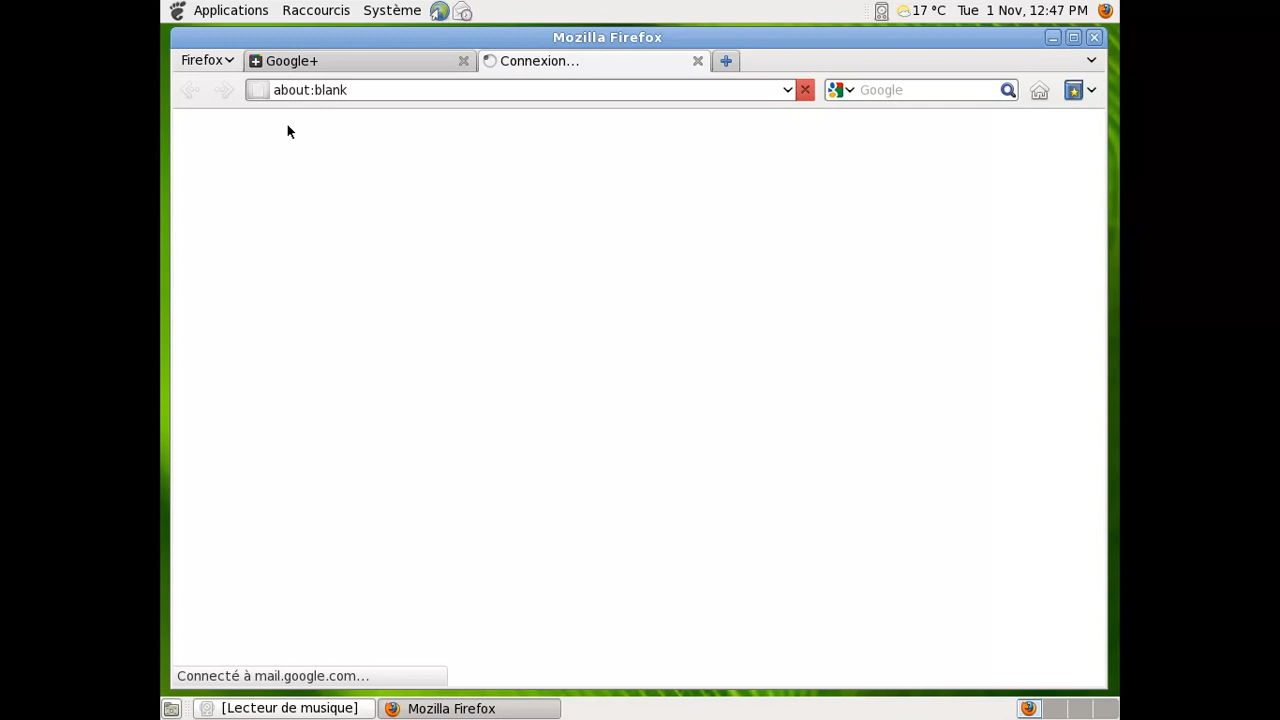 Applications Raccourcis Système 17 °C Tue 1 Nov, 12:47 PM
Mozilla Firefox
Firefox Google+ Connexion...
about:blank Google
Connecté à mail.google.com...
[Lecteur de musique] Mozilla Firefox